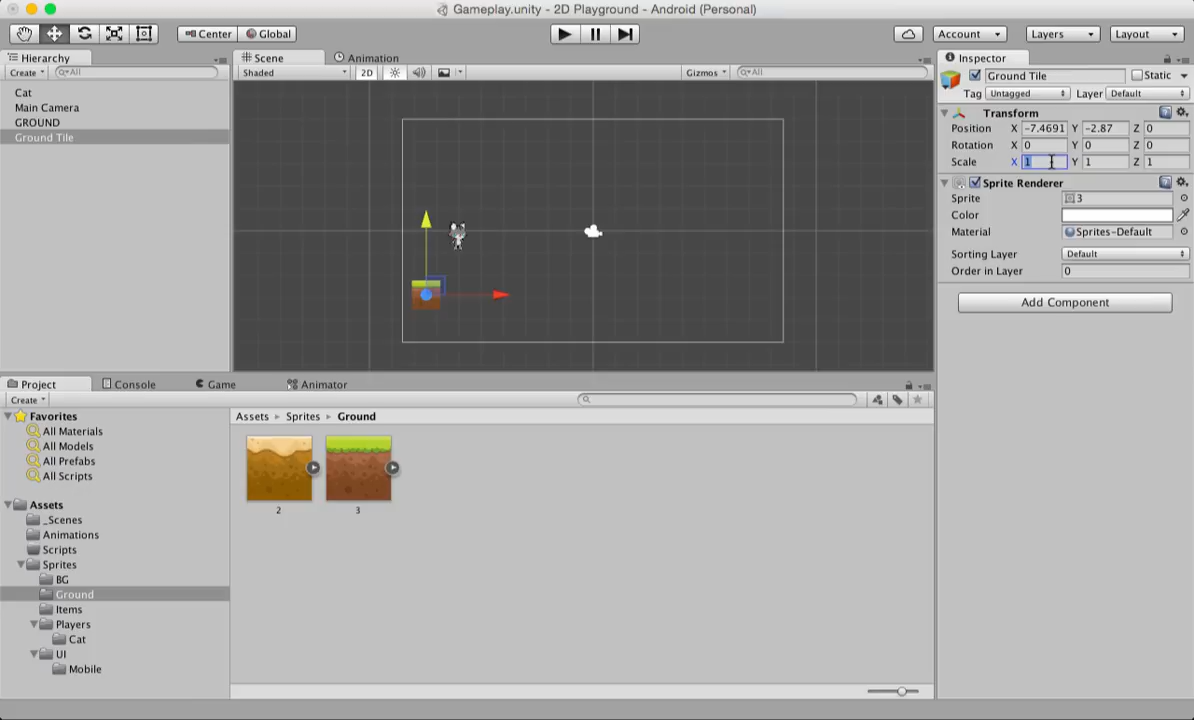 Gameplay.unity - 2D Playground - Android (Personal)
Center Global Account Layers Layout
Hierarchy
Create All
Cat
Main Camera
GROUND
Ground Tile
Scene Animation
Shaded 2D Gizmos All
Inspector
Ground Tile Static
Tag Untagged Layer Default
Transform
Position X -7.4691 Y -2.87 Z 0
Rotation X 0 Y 0 Z 0
Scale X 1 Y 1 Z 1
Sprite Renderer
Sprite 3
Color
Material Sprites-Default
Sorting Layer Default
Order in Layer 0
Add Component
Project Console Game Animator
Create
Favorites
All Materials
All Models
All Prefabs
All Scripts
Assets
_Scenes
Animations
Scripts
Sprites
BG
Ground
Items
Players
Cat
UI
Mobile
Assets Sprites Ground
2 3